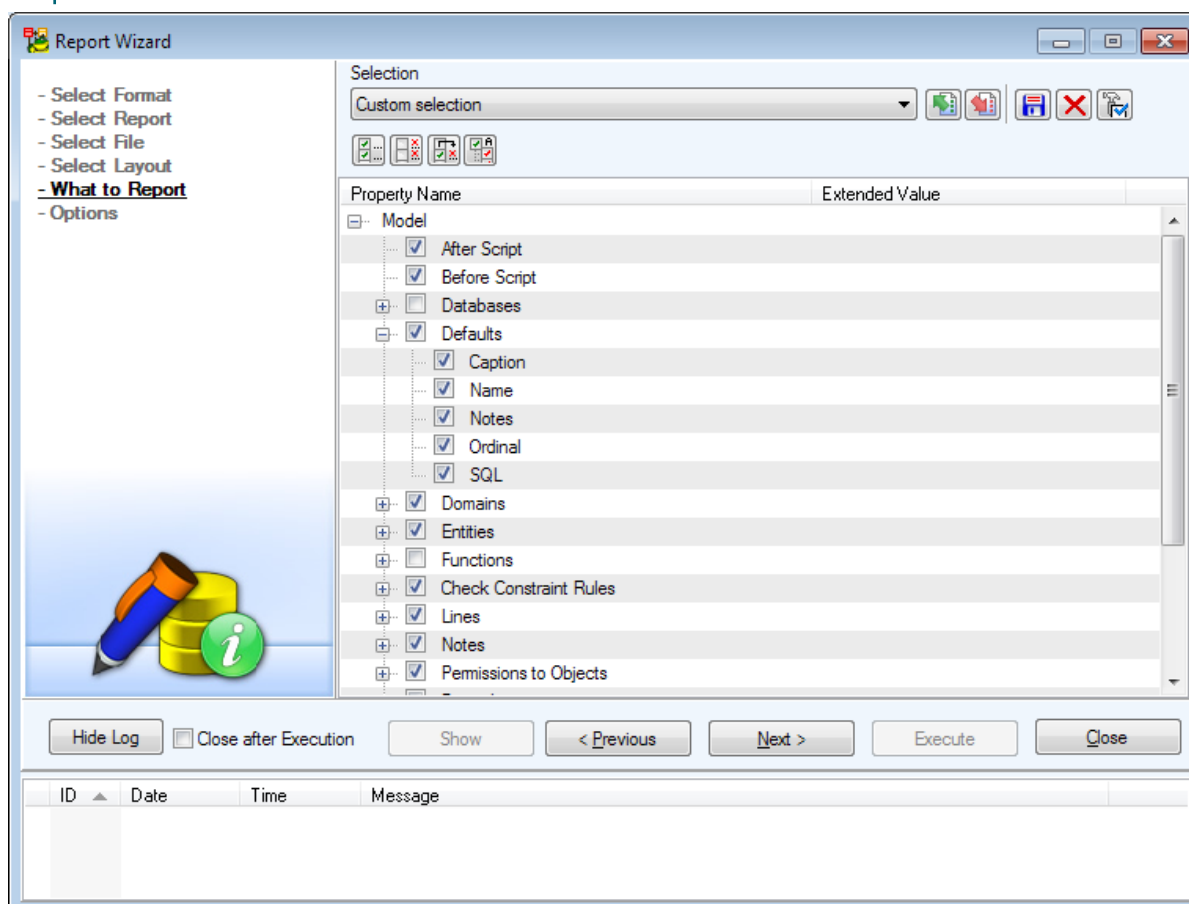 Report Wizard
- Select Format
- Select Report
- Select File
- Select Layout
- What to Report
- Options
Selection
Custom selection
Property Name Extended Value
Model
After Script
Before Script
Databases
Defaults
Caption
Name
Notes
Ordinal
SQL
Domains
Entities
Functions
Check Constraint Rules
Lines
Notes
Permissions to Objects
Hide Log Close after Execution Show < Previous Next > Execute Close
ID Date Time Message